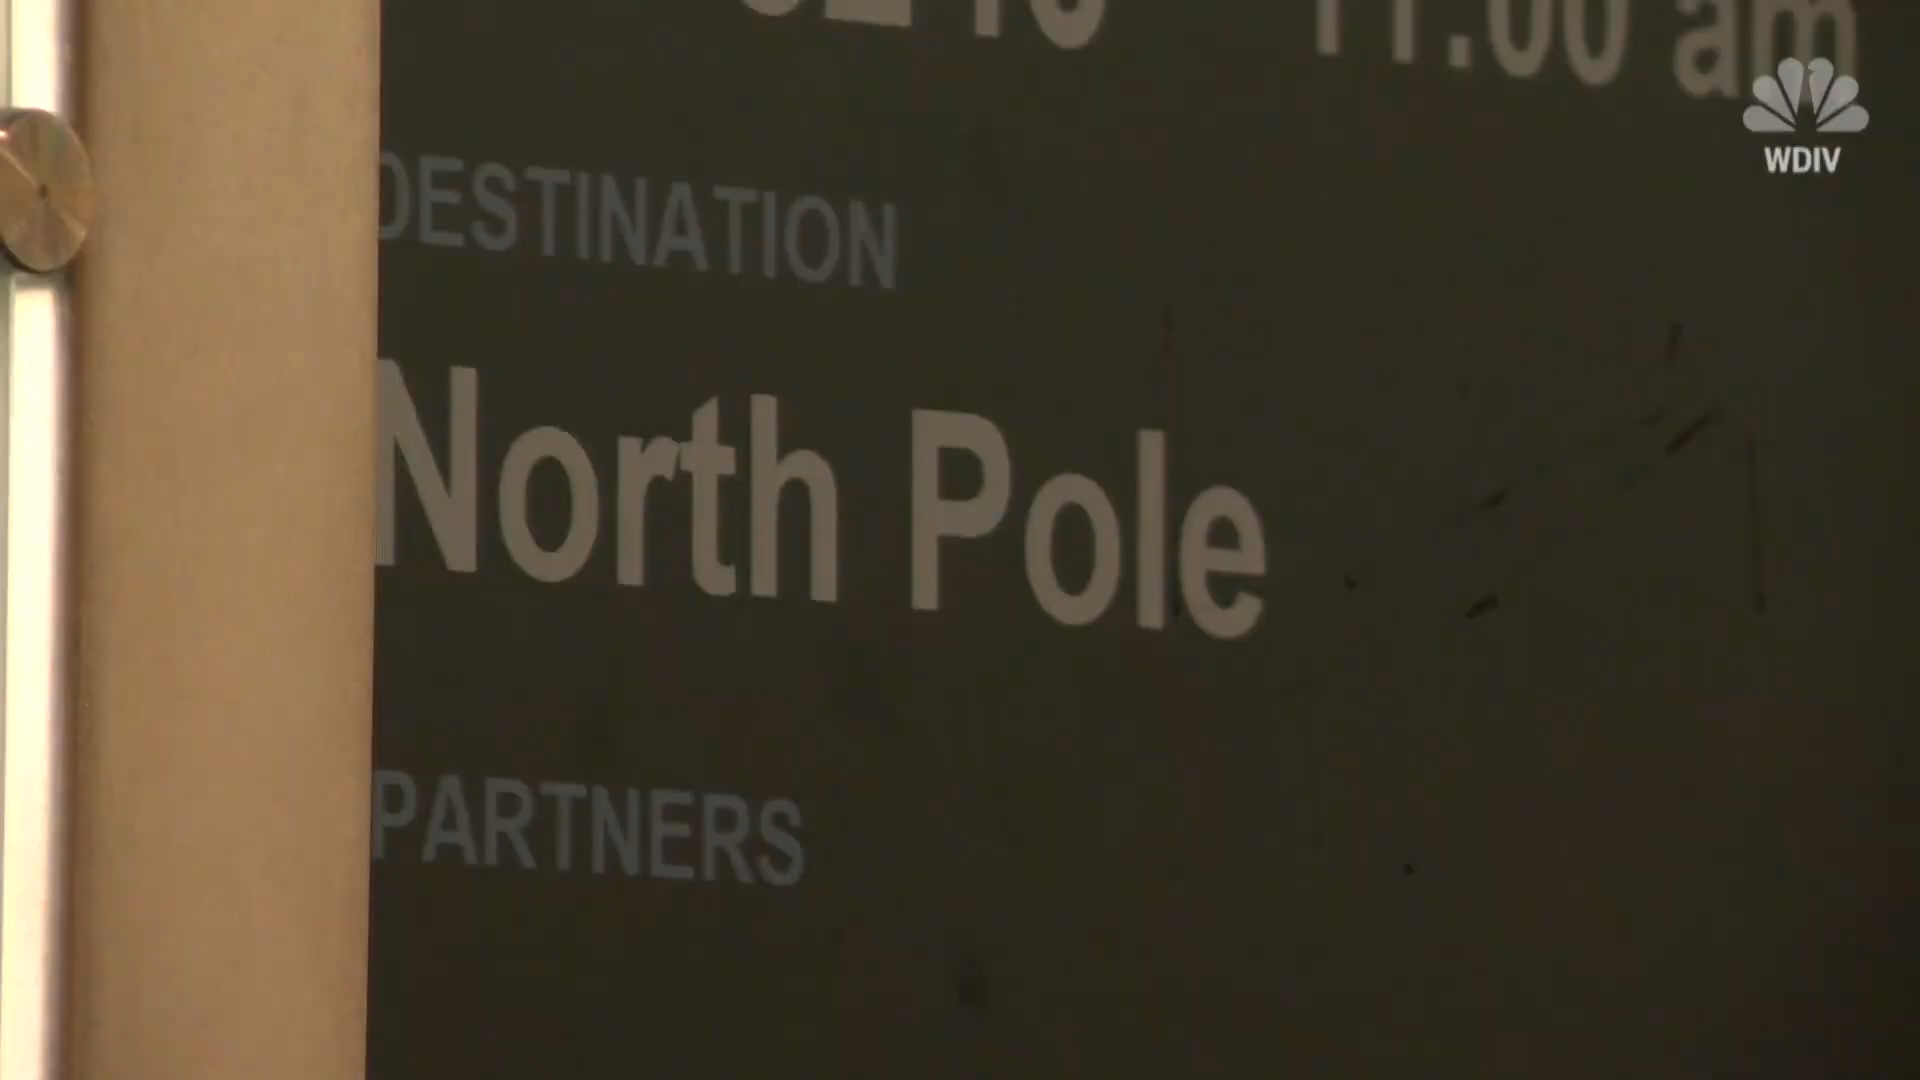 11:00 am
WDIV
DESTINATION
North Pole
PARTNERS